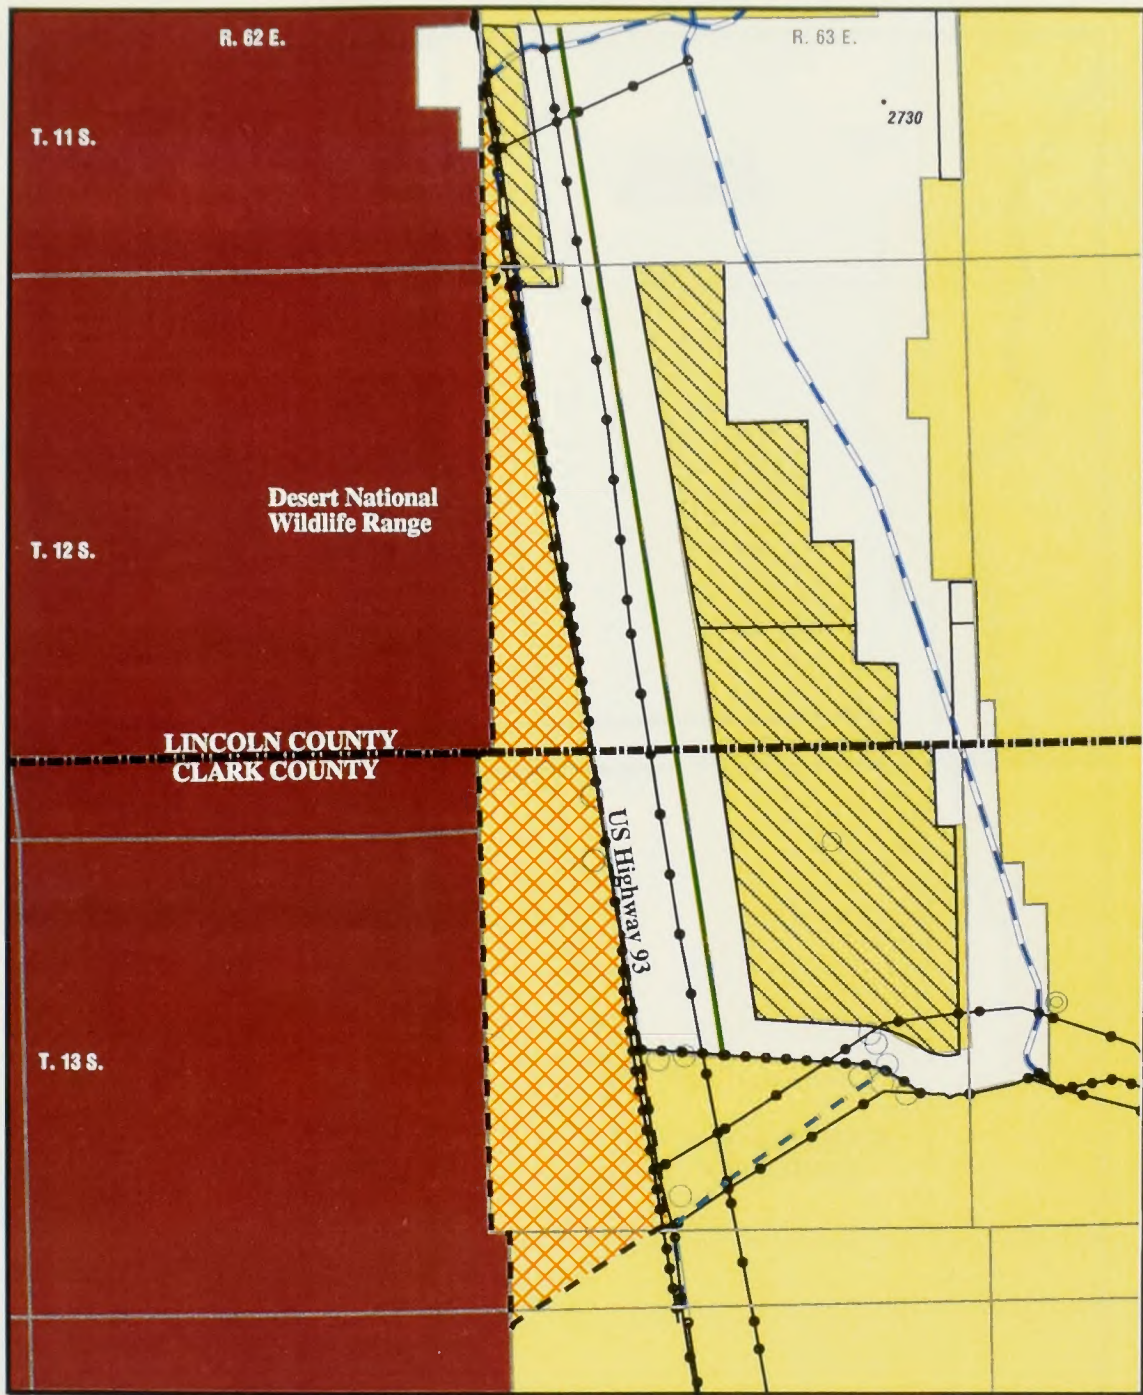 R. 62 E.
R. 63 E.
T. 11 S.
2730
Desert National
Wildlife Range
T. 12 S.
LINCOLN COUNTY
CLARK COUNTY
US Highway 93
T. 13 S.